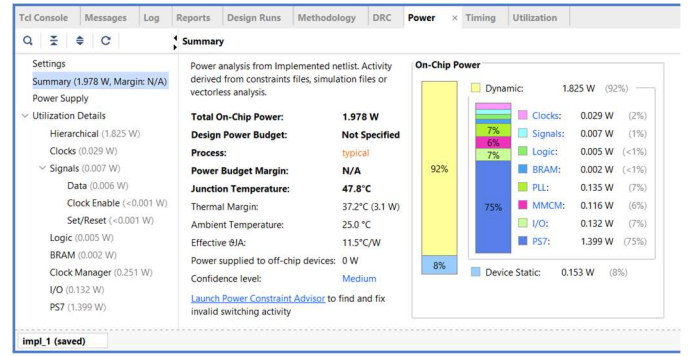 Tcl Console Messages Log Reports Design Runs Methodology DRC Power × Timing Utilization
Summary
Settings
Summary (1.978 W, Margin: N/A)
Power Supply
Utilization Details
Hierarchical (1.825 W)
Clocks (0.029 W)
Signals (0.007 W)
Data (0.006 W)
Clock Enable (<0.001 W)
Set/Reset (<0.001 W)
Logic (0.005 W)
BRAM (0.002 W)
Clock Manager (0.251 W)
I/O (0.132 W)
PS7 (1.399 W)
Power analysis from Implemented netlist. Activity
derived from constraints files, simulation files or
vectorless analysis.
Total On-Chip Power: 1.978 W
Design Power Budget: Not Specified
Process: typical
Power Budget Margin: N/A
Junction Temperature: 47.8°C
Thermal Margin: 37.2°C (3.1 W)
Ambient Temperature: 25.0 °C
Effective ϑJA: 11.5°C/W
Power supplied to off-chip devices: 0 W
Confidence level: Medium
Launch Power Constraint Advisor to find and fix
invalid switching activity
On-Chip Power
92%
8%
Dynamic: 1.825 W (92%)
7%
6%
7%
75%
Clocks: 0.029 W (2%)
Signals: 0.007 W (1%)
Logic: 0.005 W (<1%)
BRAM: 0.002 W (<1%)
PLL: 0.135 W (7%)
MMCM: 0.116 W (6%)
I/O: 0.132 W (7%)
PS7: 1.399 W (75%)
Device Static: 0.153 W (8%)
impl_1 (saved)